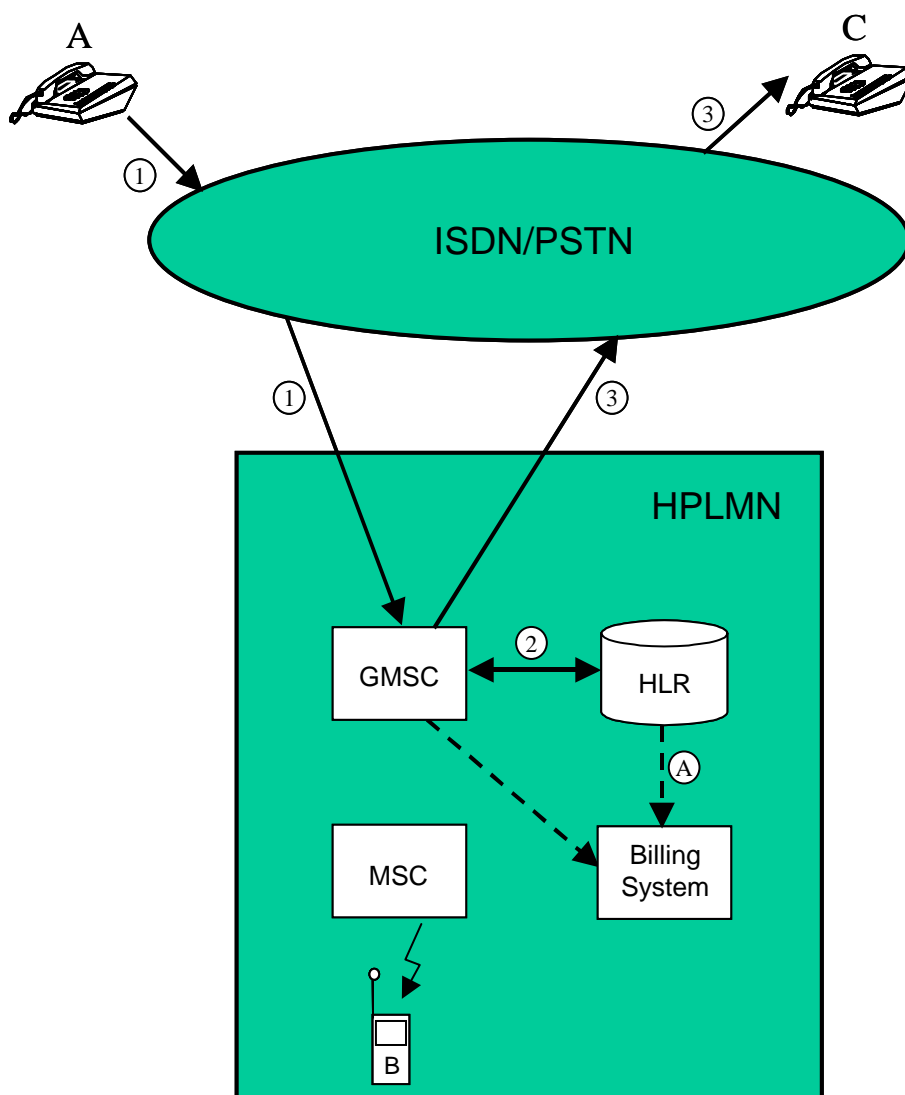 A
C
3
1
ISDN/PSTN
1
3
HPLMN
GMSC
2
HLR
A
MSC
Billing
System
B